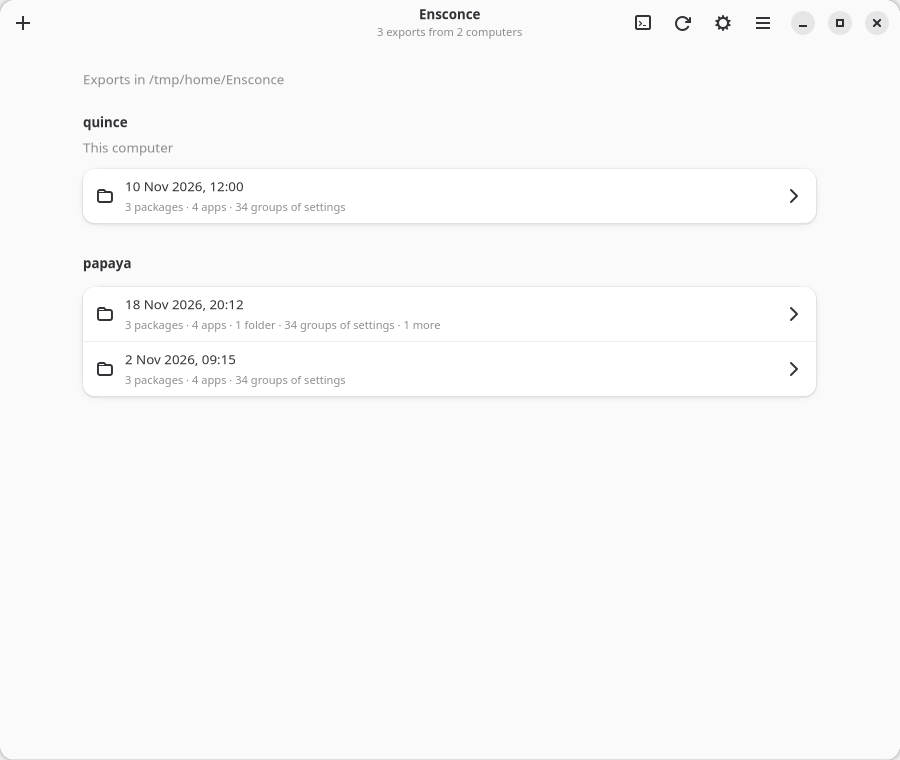 Ensconce
3 exports from 2 computers
Exports in /tmp/home/Ensconce
quince
This computer
10 Nov 2026, 12:00
3 packages · 4 apps · 34 groups of settings
papaya
18 Nov 2026, 20:12
3 packages · 4 apps · 1 folder · 34 groups of settings · 1 more
2 Nov 2026, 09:15
3 packages · 4 apps · 34 groups of settings